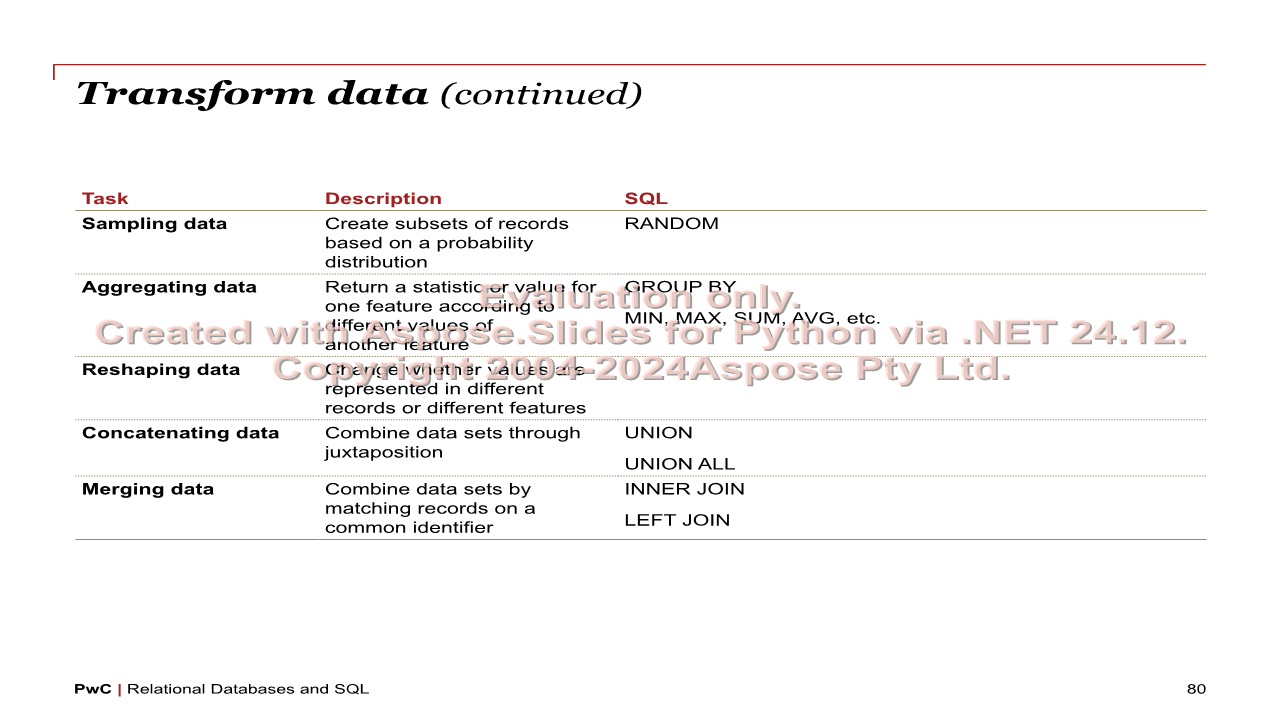 Transform data (continued)
Task Description SQL
Sampling data Create subsets of records RANDOM
based on a probability
distribution
Aggregating data Return a statistic or value for GROUP BY
one feature according to
MIN, MAX, SUM, AVG, etc.
different values of
another feature
Reshaping data Change whether values are
represented in different
records or different features
Concatenating data Combine data sets through UNION
juxtaposition
UNION ALL
Merging data Combine data sets by INNER JOIN
matching records on a
LEFT JOIN
common identifier
Evaluation only.
Created with Aspose.Slides for Python via .NET 24.12.
Copyright 2004-2024Aspose Pty Ltd.
PwC | Relational Databases and SQL 80